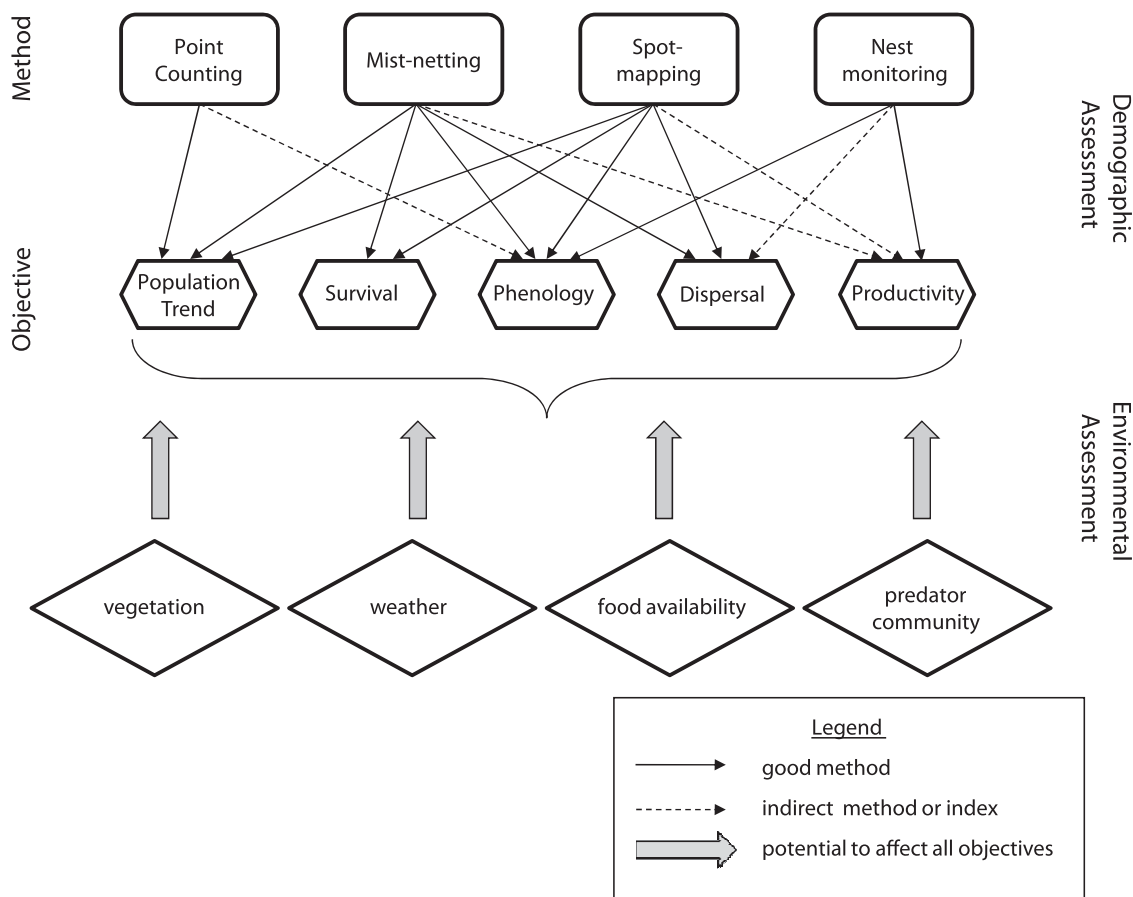 Method
Point
Counting
Mist-netting
Spot-
mapping
Nest
monitoring
Demographic
Assessment
Objective
Population
Trend
Survival
Phenology
Dispersal
Productivity
Environmental
Assessment
vegetation
weather
food availability
predator
community
Legend
good method
indirect method or index
potential to affect all objectives